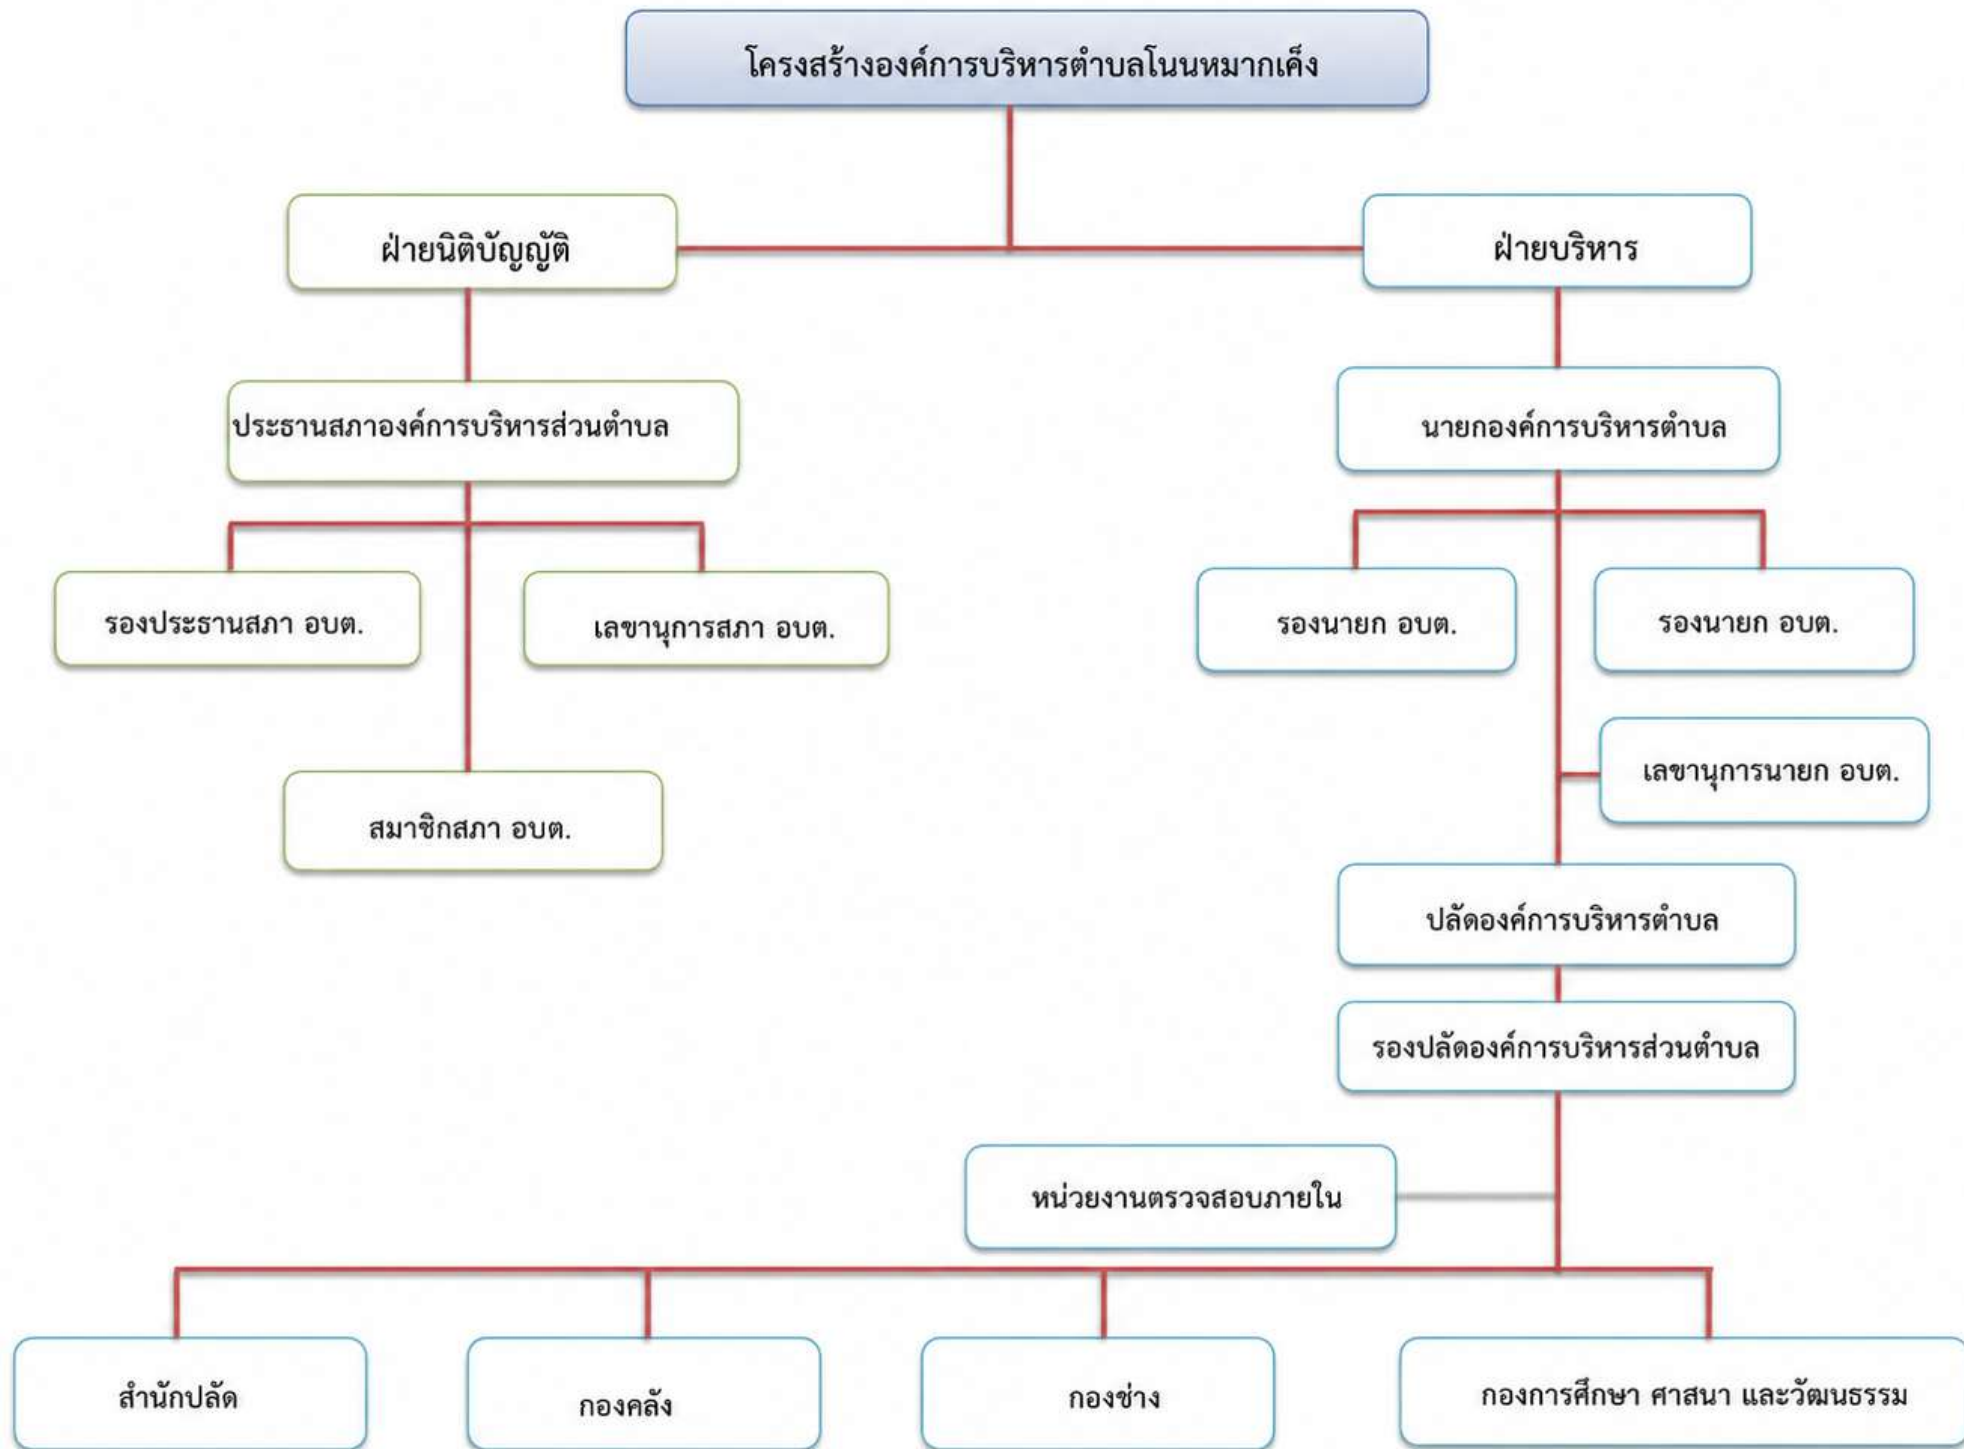 โครงสร้างองค์การบริหารตำบลโนนหมากเค็ง
ฝ่ายนิติบัญญัติ
ฝ่ายบริหาร
ประธานสภาองค์การบริหารส่วนตำบล
นายกองค์การบริหารตำบล
รองประธานสภา อบต.
เลขานุการสภา อบต.
รองนายก อบต.
รองนายก อบต.
เลขานุการนายก อบต.
สมาชิกสภา อบต.
ปลัดองค์การบริหารตำบล
รองปลัดองค์การบริหารส่วนตำบล
หน่วยงานตรวจสอบภายใน
สำนักปลัด
กองคลัง
กองช่าง
กองการศึกษา ศาสนา และวัฒนธรรม